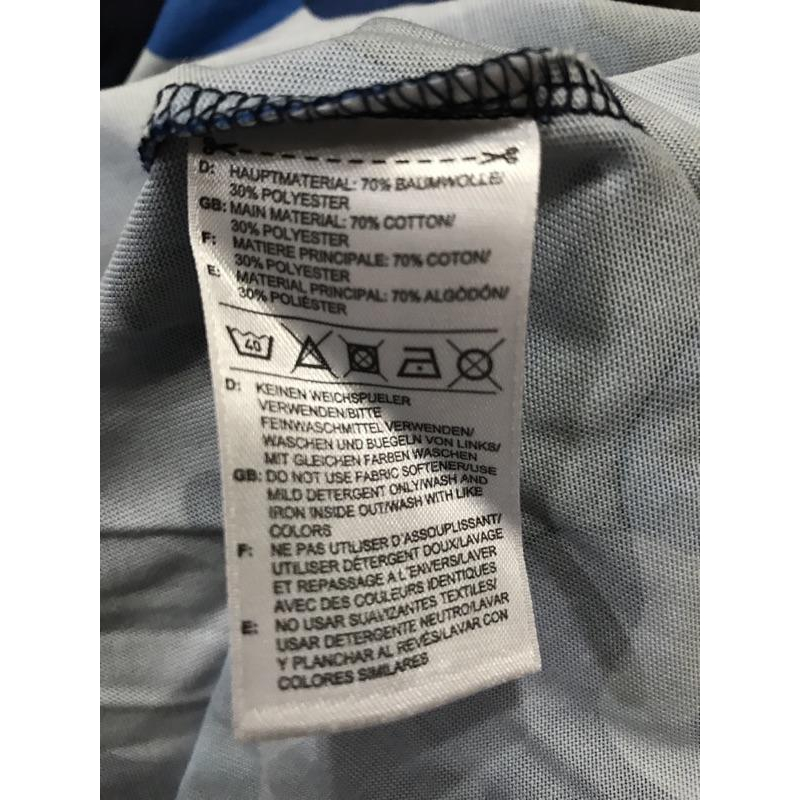 D: HAUPTMATERIAL: 70% BAUMWOLLE/
30% POLYESTER
GB: MAIN MATERIAL: 70% COTTON/
30% POLYESTER
F: MATIERE PRINCIPALE: 70% COTON/
30% POLYESTER
E: MATERIAL PRINCIPAL: 70% ALGÓDÓN/
30% POLIÉSTER
40
D: KEINEN WEICHSPUELER
VERWENDEN/BITTE
FEINWASCHMITTEL VERWENDEN/
WASCHEN UND BUEGELN VON LINKS/
MIT GLEICHEN FARBEN WASCHEN
GB: DO NOT USE FABRIC SOFTENER/USE
MILD DETERGENT ONLY/WASH AND
IRON INSIDE OUT/WASH WITH LIKE
COLORS
F: NE PAS UTILISER D'ASSOUPLISSANT/
UTILISER DÉTERGENT DOUX/LAVAGE
ET REPASSAGE A L'ENVERS/LAVER
AVEC DES COULEURS IDENTIQUES
E: NO USAR SUAVIZANTES TEXTILES/
USAR DETERGENTE NEUTRO/LAVAR
Y PLANCHAR AL REVÉS/LAVAR CON
COLORES SIMILARES